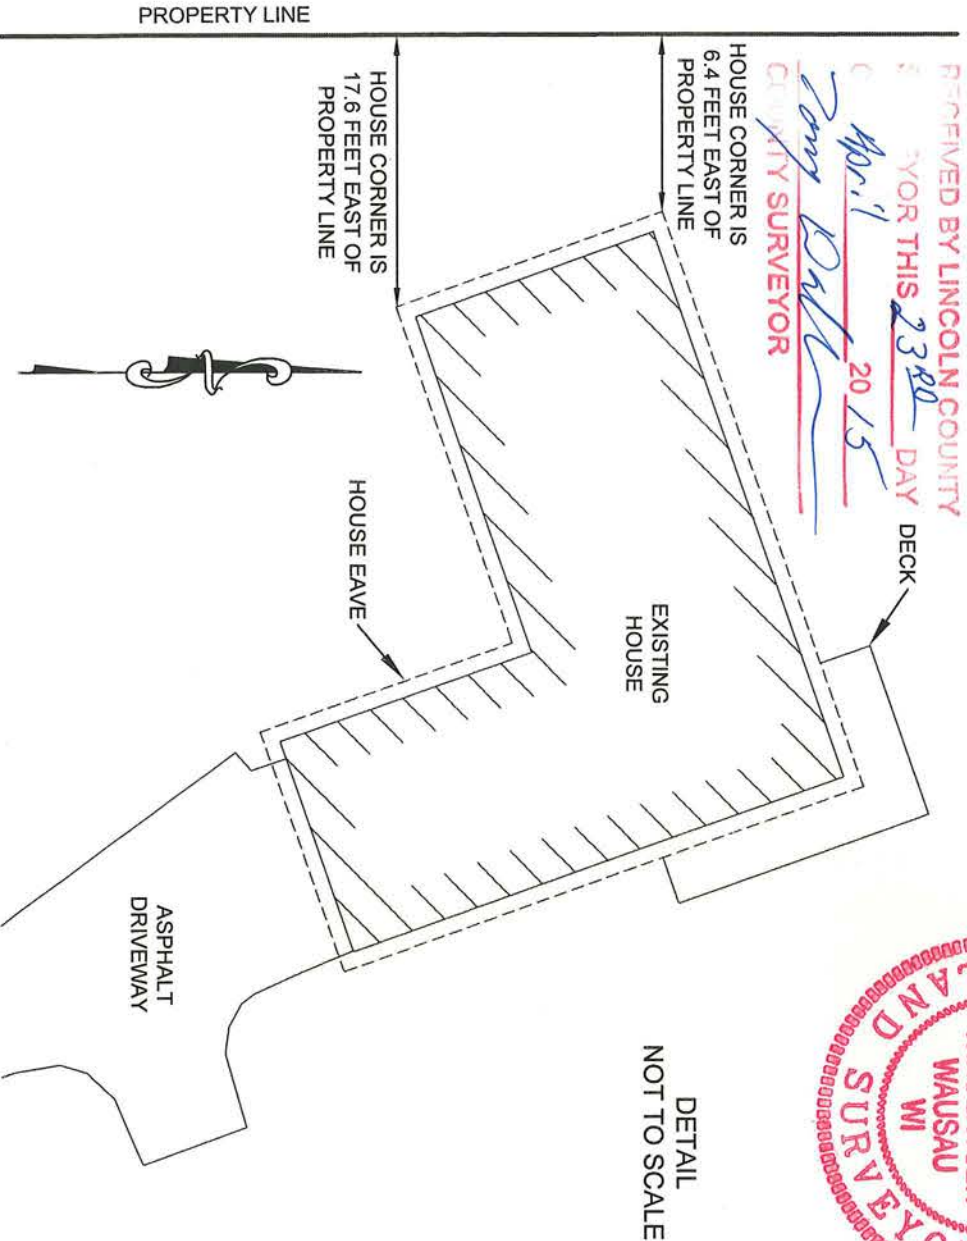 PROPERTY LINE
RECEIVED BY LINCOLN COUNTY
YOR THIS 23RD DAY
April 2015
COUNTY SURVEYOR
HOUSE CORNER IS
6.4 FEET EAST OF
PROPERTY LINE
HOUSE CORNER IS
17.6 FEET EAST OF
PROPERTY LINE
DECK
EXISTING
HOUSE
HOUSE EAVE
ASPHALT
DRIVEWAY
DETAIL
NOT TO SCALE
WAUSAU
WI
LAND SURVEYO